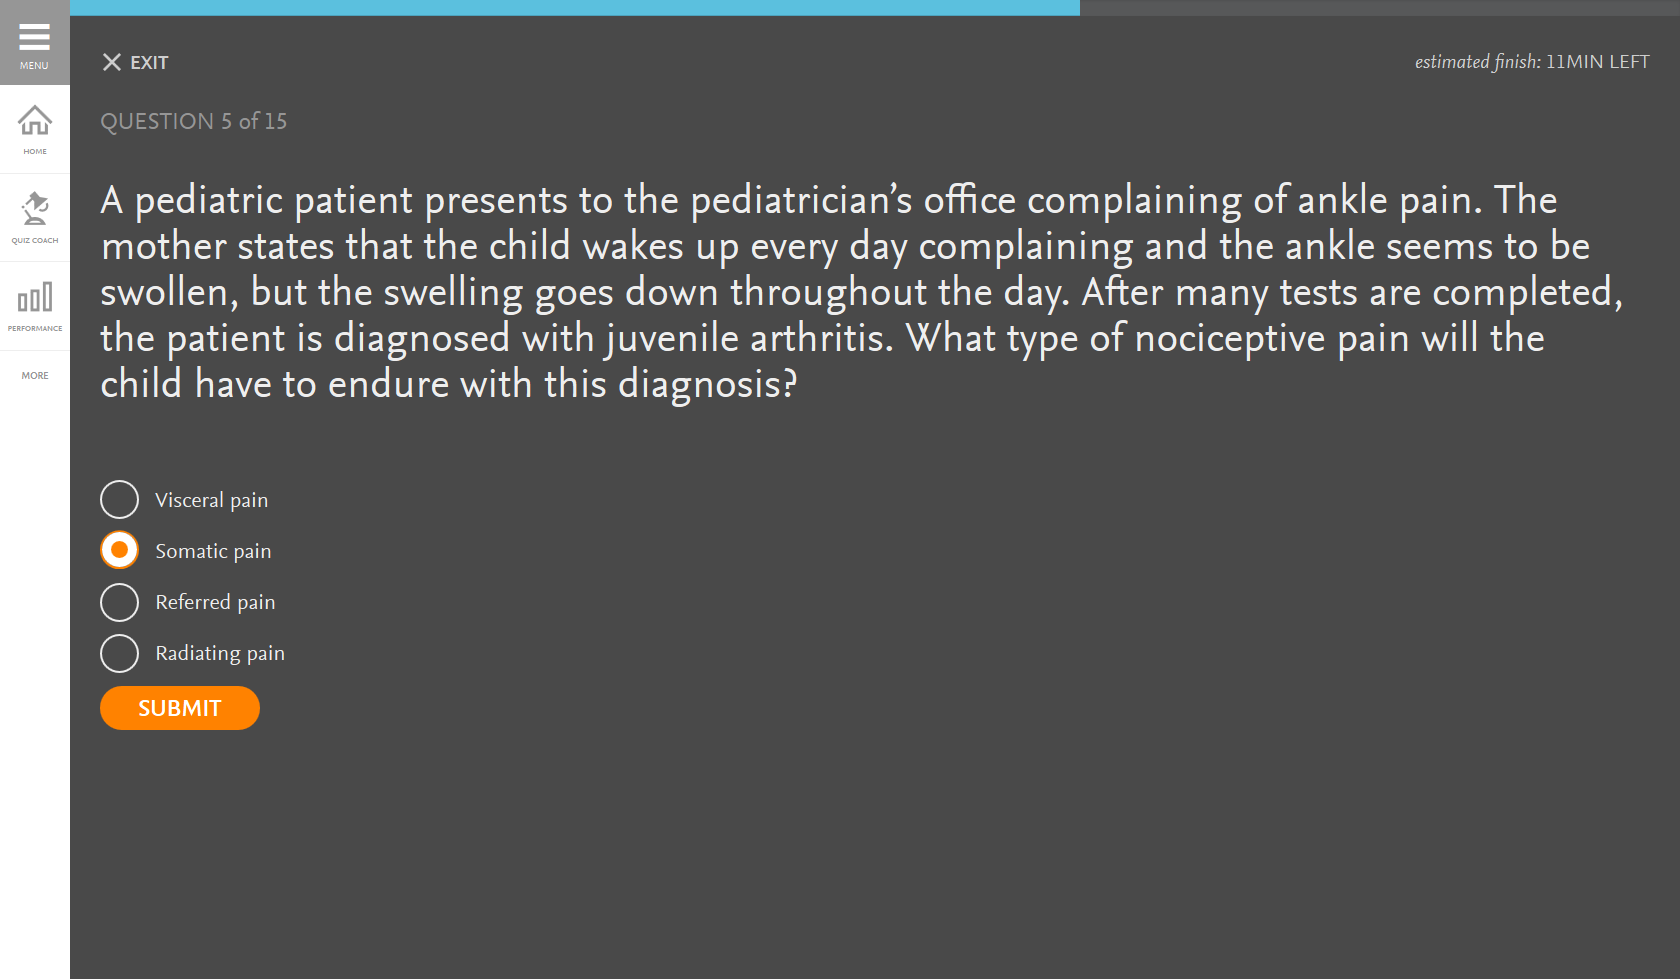 MENU
HOME
QUIZ COACH
PERFORMANCE
MORE
EXIT
estimated finish: 11MIN LEFT
QUESTION 5 of 15
A pediatric patient presents to the pediatrician’s office complaining of ankle pain. The
mother states that the child wakes up every day complaining and the ankle seems to be
swollen, but the swelling goes down throughout the day. After many tests are completed,
the patient is diagnosed with juvenile arthritis. What type of nociceptive pain will the
child have to endure with this diagnosis?
Visceral pain
Somatic pain
Referred pain
Radiating pain
SUBMIT